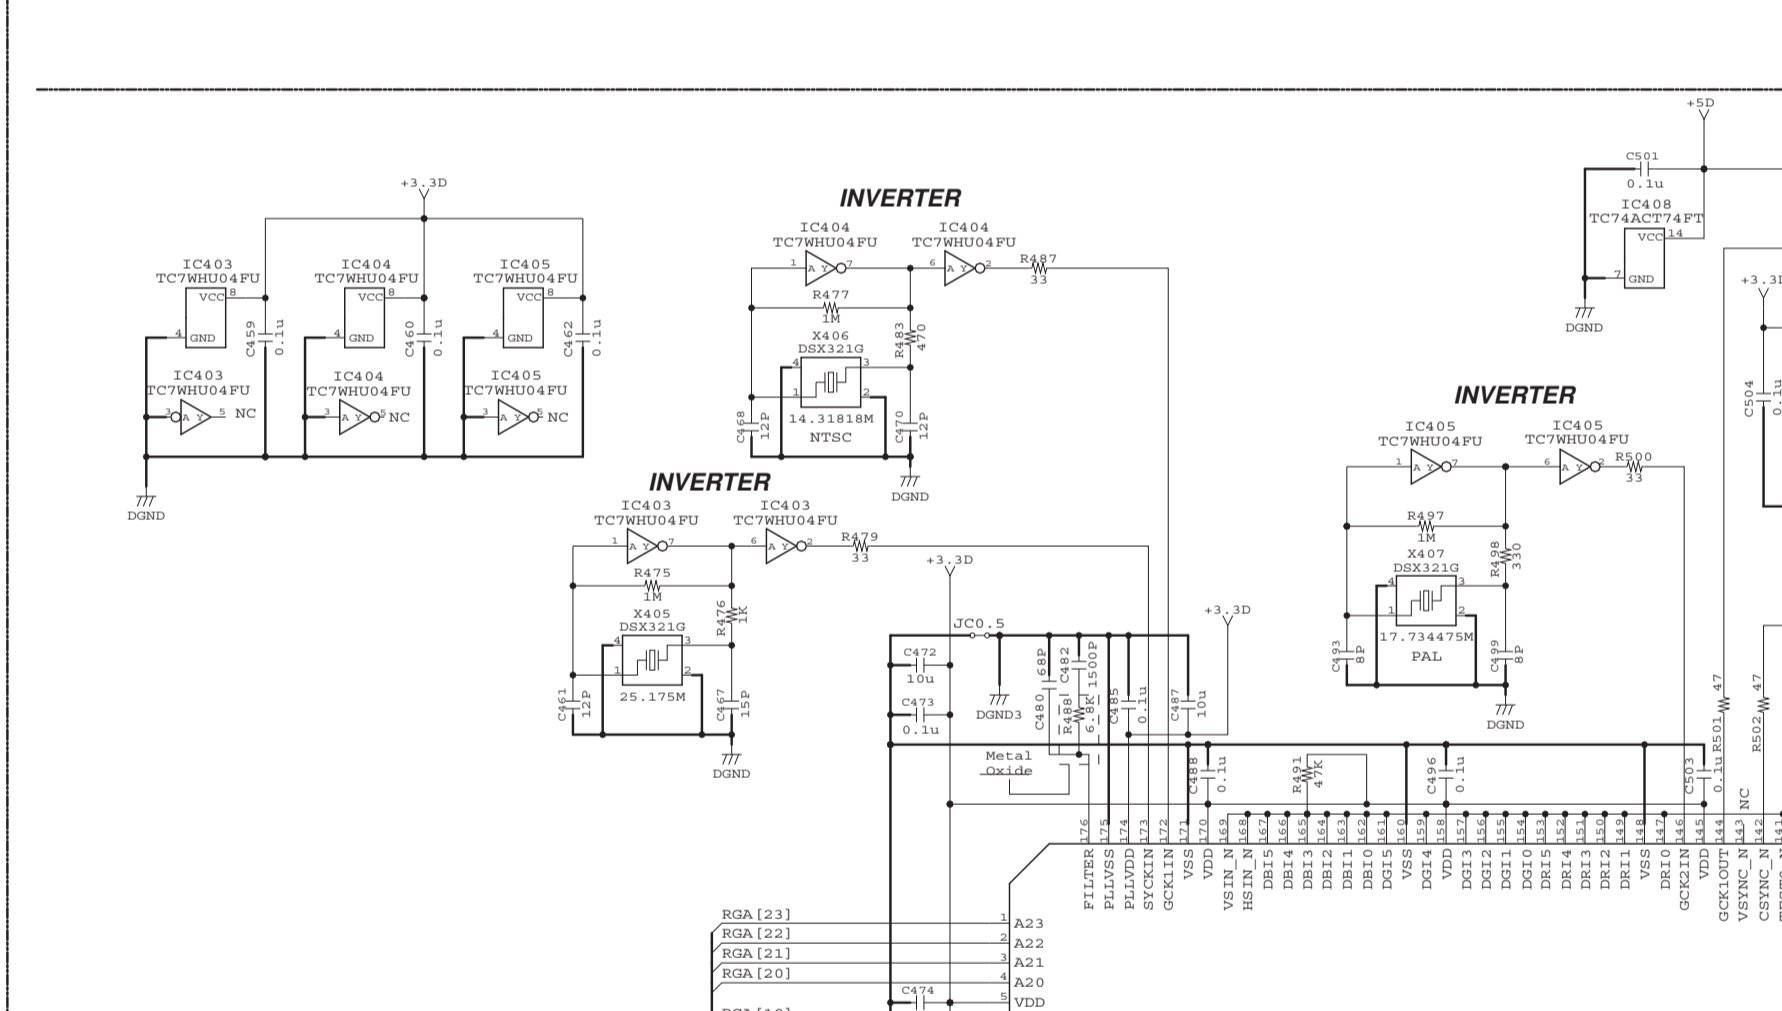 +5D
C501
0.1u
IC408
TC74ACT74FT
VCC 14
7 GND
DGND
+3.3D
IC403
TC7WHU04FU
VCC 8
4 GND
C459
0.1u
IC404
TC7WHU04FU
VCC 8
4 GND
C460
0.1u
IC405
TC7WHU04FU
VCC 8
4 GND
C462
0.1u
IC403
TC7WHU04FU
3 A Y 5 NC
IC404
TC7WHU04FU
3 A Y 5 NC
IC405
TC7WHU04FU
3 A Y 5 NC
DGND
INVERTER
IC404
TC7WHU04FU
1 A Y 7
IC404
TC7WHU04FU
6 A Y 2
R487
33
R477
1M
R483
470
X406
DSX321G
4 3
1 2
14.31818M
NTSC
C468
12P
C470
12P
DGND
INVERTER
IC403
TC7WHU04FU
1 A Y 7
IC403
TC7WHU04FU
6 A Y 2
R479
33
R475
1M
R476
1K
X405
DSX321G
4 3
1 2
25.175M
C461
12P
C467
15P
DGND
INVERTER
IC405
TC7WHU04FU
1 A Y 7
IC405
TC7WHU04FU
6 A Y 2
R500
33
R497
1M
R498
330
X407
DSX321G
4 3
1 2
17.734475M
PAL
C493
8P
C499
8P
DGND
C504
0.1u
+3.3D
JC0.5
C472
10u
C473
0.1u
DGND3
C480
68P
C482
1500P
R488
6.8K
C485
0.1u
C487
10u
+3.3D
Metal
Oxide
C488
0.1u
R491
47K
C496
0.1u
C503
0.1u
R501
47
R502
47
NC
176 FILTER
175 PLLVSS
174 PLLVDD
173 SYCKIN
172 GCK1IN
171 VSS
170 VDD
169 VSIN_N
168 HSIN_N
167 DBI5
166 DBI4
165 DBI3
164 DBI2
163 DBI1
162 DBI0
161 DGI5
160 VSS
159 DGI4
158 VDD
157 DGI3
156 DGI2
155 DGI1
154 DGI0
153 DRI5
152 DRI4
151 DRI3
150 DRI2
149 DRI1
148 VSS
147 DRI0
146 GCK2IN
145 VDD
144 GCK1OUT
143 VSYNC_N
142 CSYNC_N
RGA[23] 1 A23
RGA[22] 2 A22
RGA[21] 3 A21
RGA[20] 4 A20
C474
5 VDD